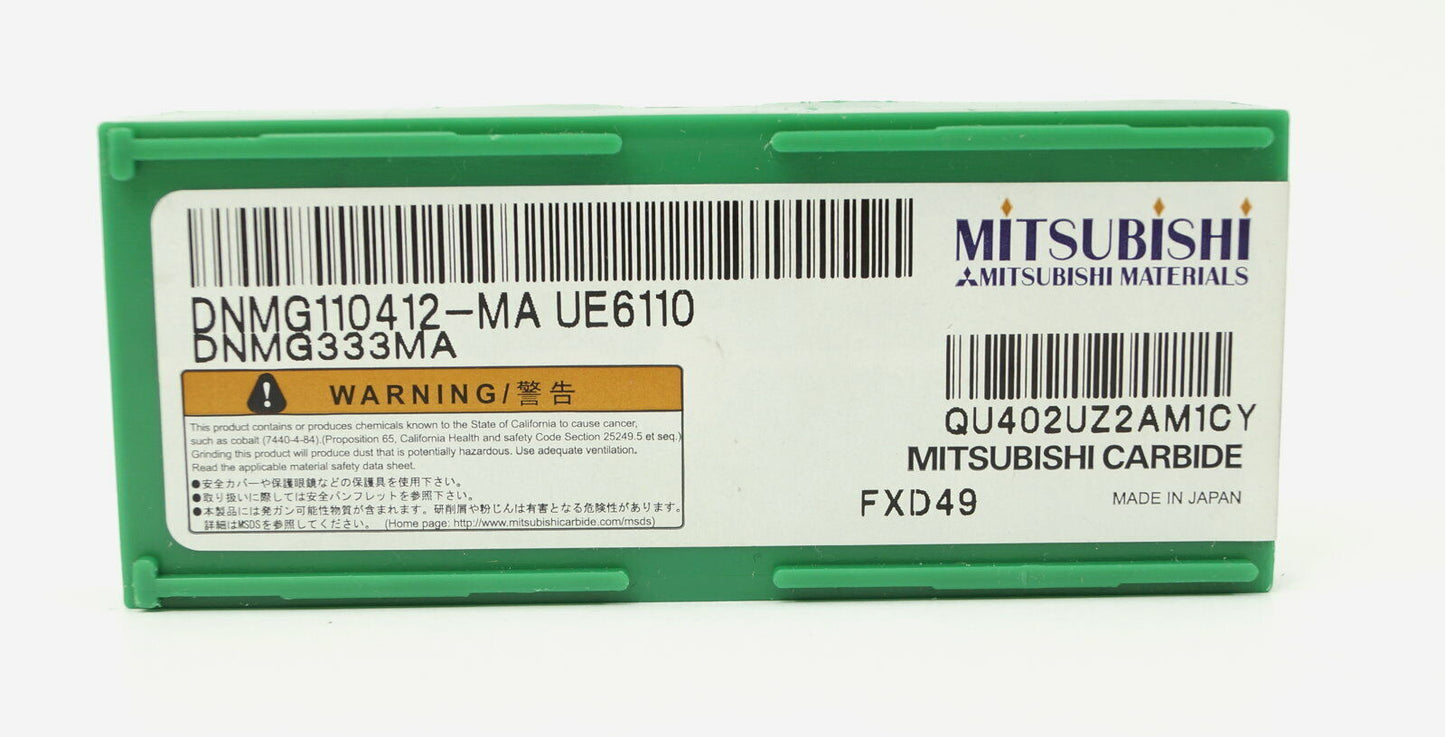 DNMG110412-MA UE6110
DNMG333MA
WARNING/警告
This product contains or produces chemicals known to the State of California to cause cancer,
such as cobalt (7440-4-84).(Proposition 65, California Health and safety Code Section 25249.5 et seq.)
Grinding this product will produce dust that is potentially hazardous. Use adequate ventilation.
Read the applicable material safety data sheet.
●安全カバーや保護眼鏡などの保護具を使用下さい。
●取り扱いに際しては安全パンフレットを参照下さい。
●本製品には発ガン可能性物質が含まれます。研削屑や粉じんは有害となる危険性があります。
詳細はMSDSを参照してください。 (Home page: http://www.mitsubishicarbide.com/msds)
MITSUBISHI
MITSUBISHI MATERIALS
QU402UZ2AM1CY
MITSUBISHI CARBIDE
FXD49 MADE IN JAPAN